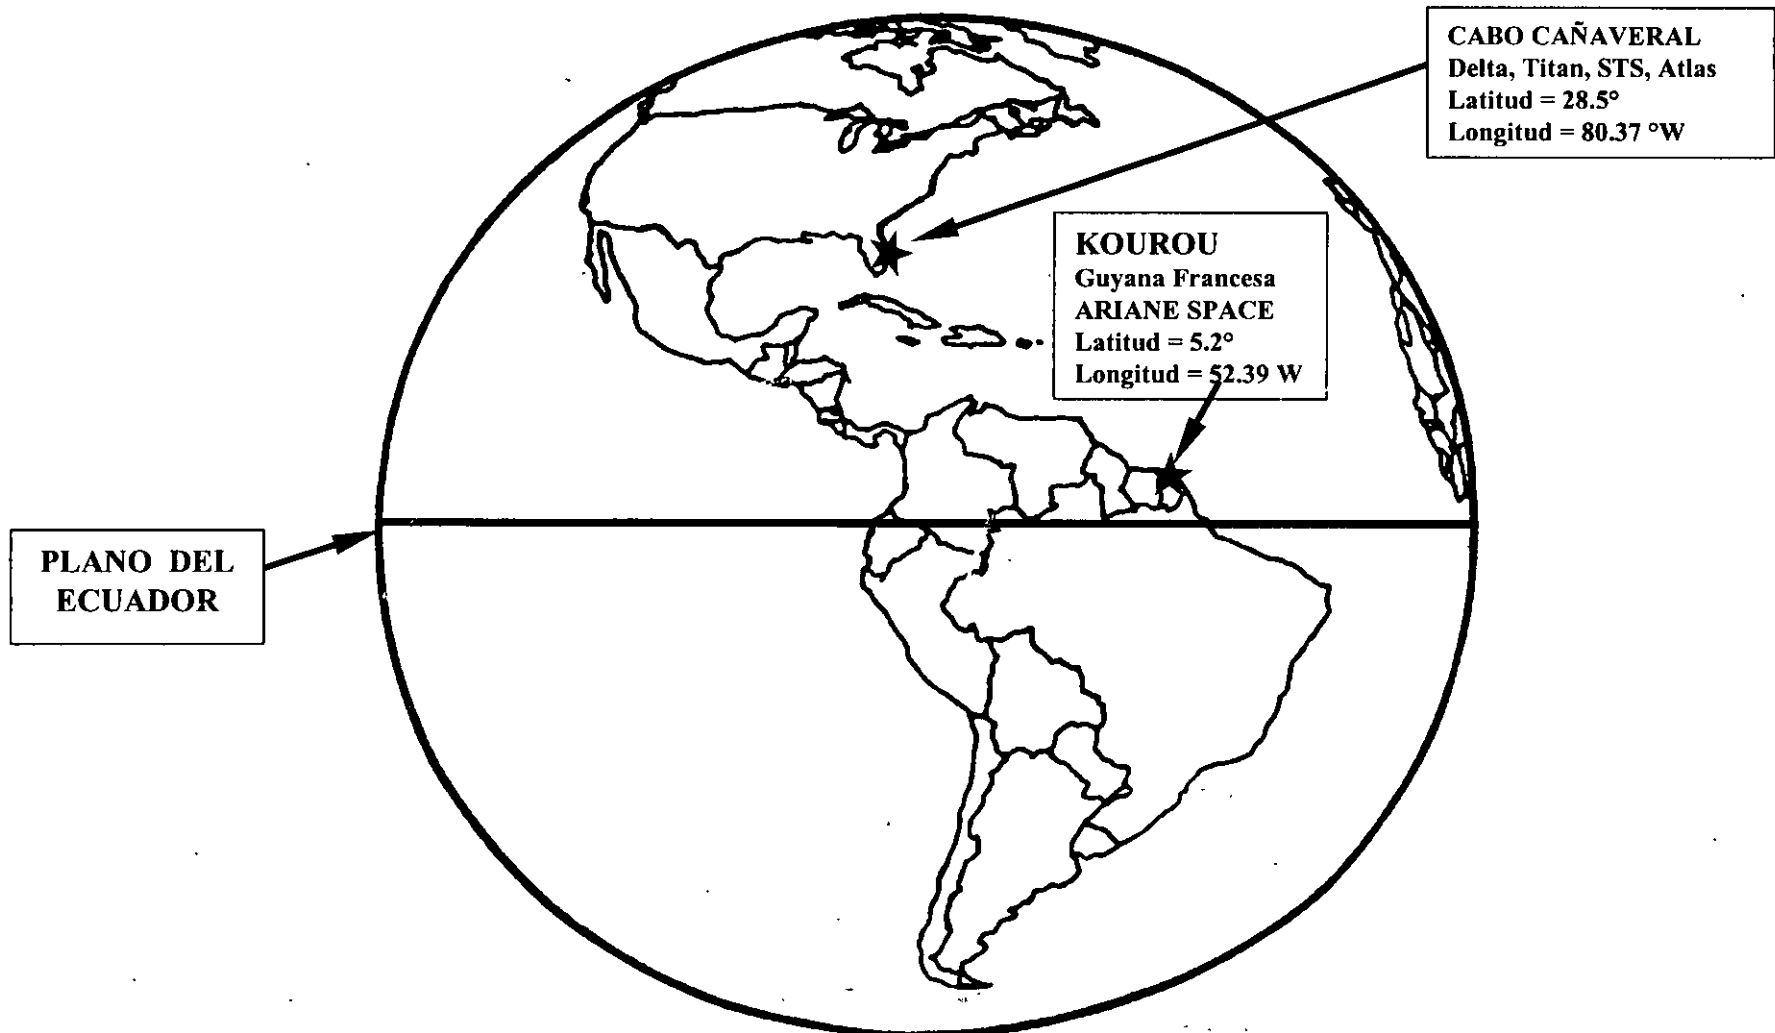 CABO CAÑAVERAL
Delta, Titan, STS, Atlas
Latitud = 28.5°
Longitud = 80.37 °W
KOUROU
Guyana Francesa
ARIANE SPACE
Latitud = 5.2°
Longitud = 52.39 W
PLANO DEL
ECUADOR